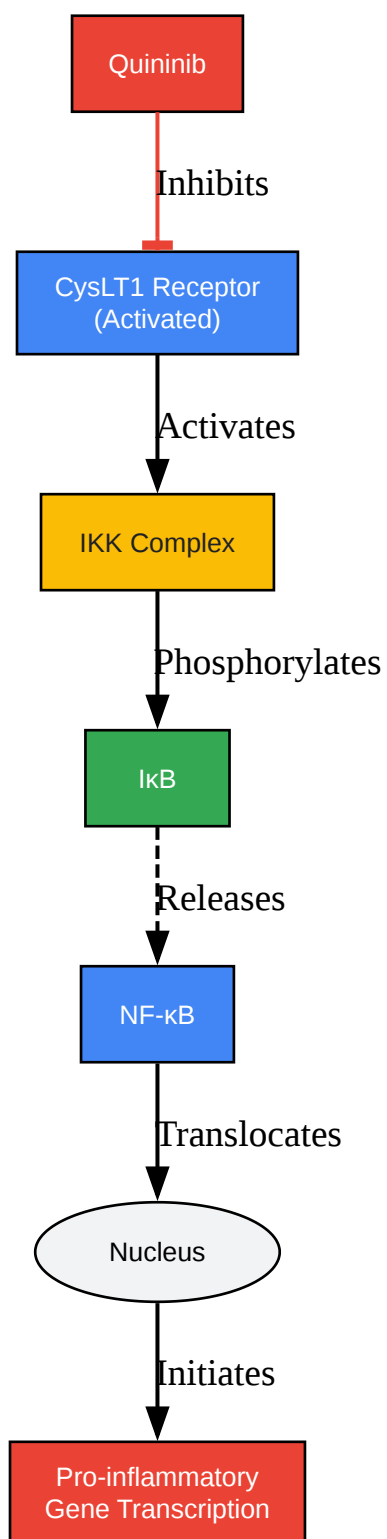 Quininib
Inhibits
CysLT1 Receptor
(Activated)
Activates
IKK Complex
Phosphorylates
IκB
Releases
NF-κB
Translocates
Nucleus
Initiates
Pro-inflammatory
Gene Transcription